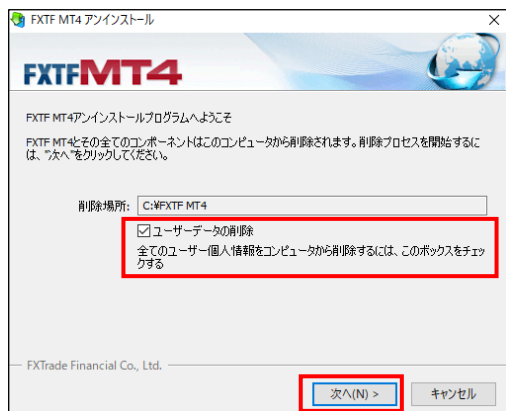 FXTF MT4 アンインストール
FXTFMT4
FXTF MT4アンインストールプログラムへようこそ
FXTF MT4とその全てのコンポーネントはこのコンピュータから削除されます。削除プロセスを開始するに
は、"次へ"をクリックしてください。
削除場所: C:¥FXTF MT4
ユーザーデータの削除
全てのユーザー個人情報をコンピュータから削除するには、このボックスをチェッ
クする
FXTrade Financial Co., Ltd.
次へ(N) > キャンセル